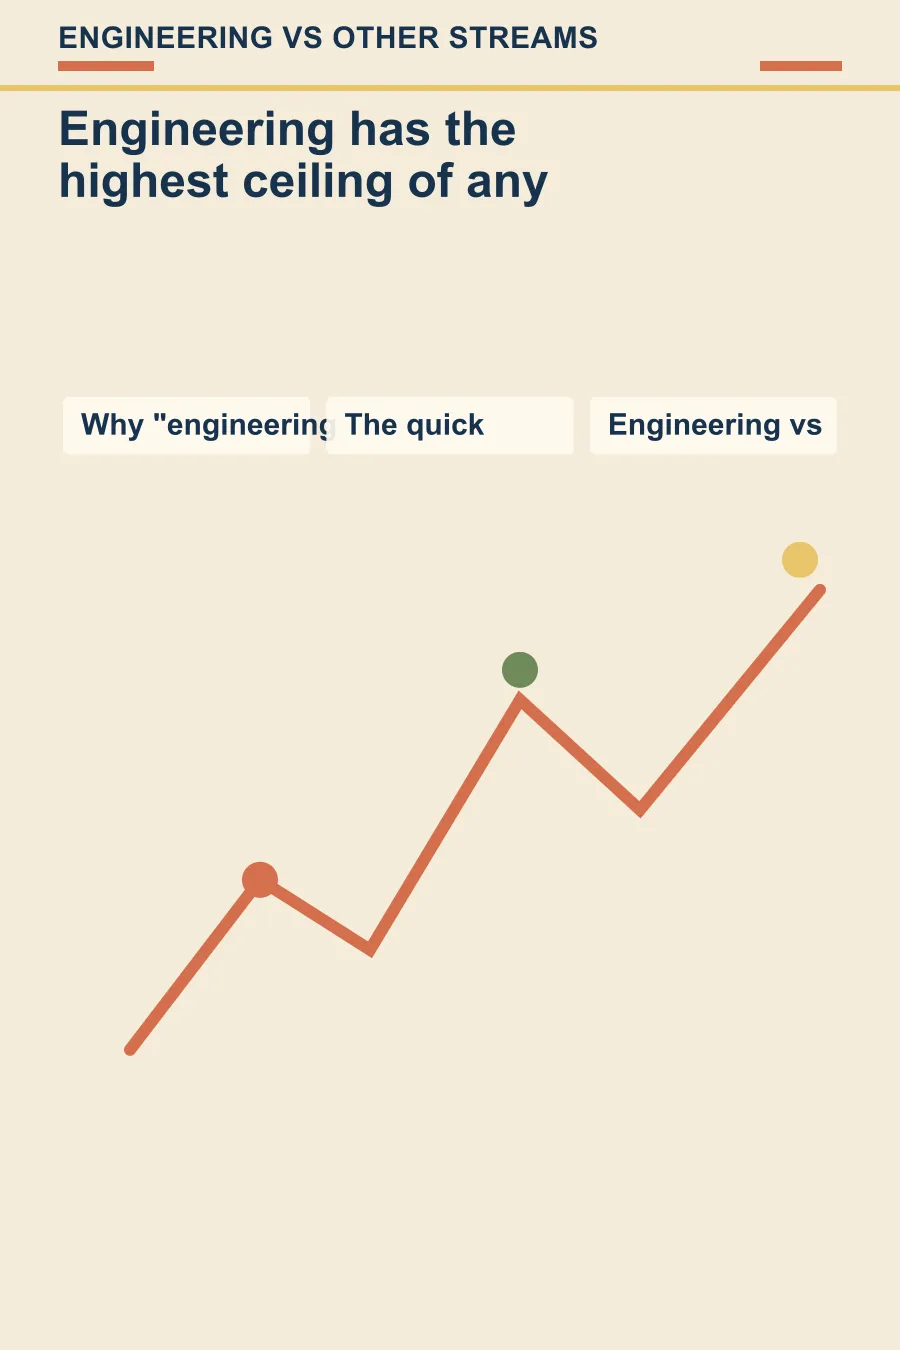 ENGINEERING VS OTHER STREAMS
Engineering has the
highest ceiling of any
Why "engineering
The quick
Engineering vs